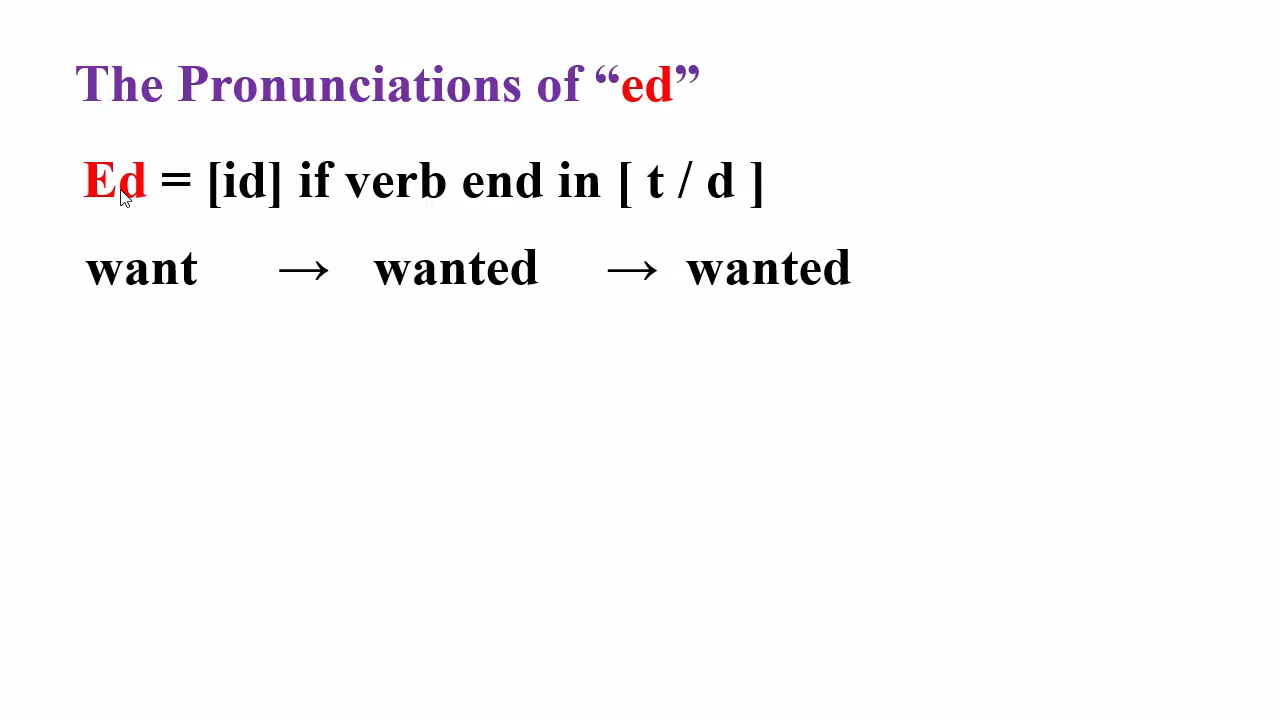 The Pronunciations of “ed”
Ed = [id] if verb end in [ t / d ]
want → wanted → wanted